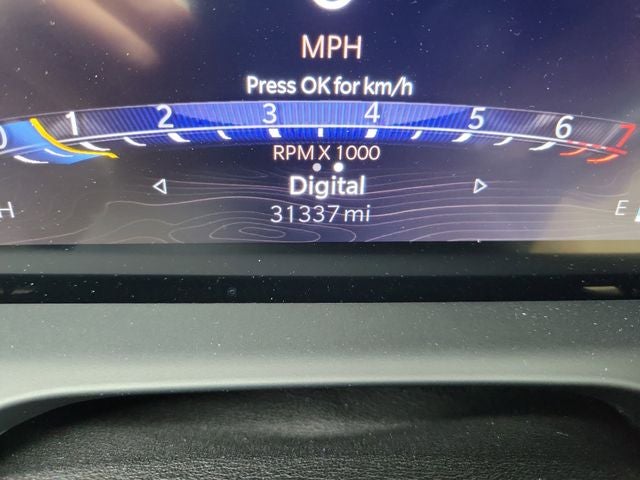 MPH
Press OK for km/h
0 1 2 3 4 5 6 7
RPM X 1000
Digital
31337 mi
H E